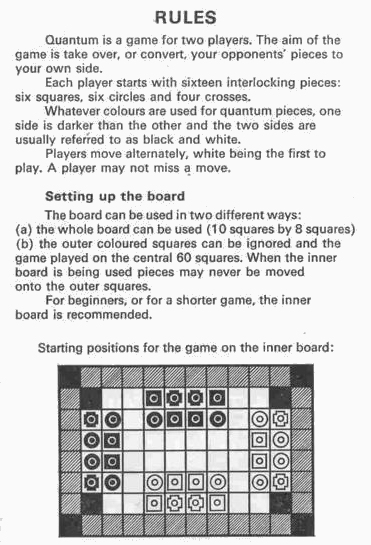 RULES
Quantum is a game for two players. The aim of the
game is take over, or convert, your opponents' pieces to
your own side.
Each player starts with sixteen interlocking pieces:
six squares, six circles and four crosses.
Whatever colours are used for quantum pieces, one
side is darker than the other and the two sides are
usually referred to as black and white.
Players move alternately, white being the first to
play. A player may not miss a move.
Setting up the board
The board can be used in two different ways:
(a) the whole board can be used (10 squares by 8 squares)
(b) the outer coloured squares can be ignored and the
game played on the central 60 squares. When the inner
board is being used pieces may never be moved
onto the outer squares.
For beginners, or for a shorter game, the inner
board is recommended.
Starting positions for the game on the inner board: